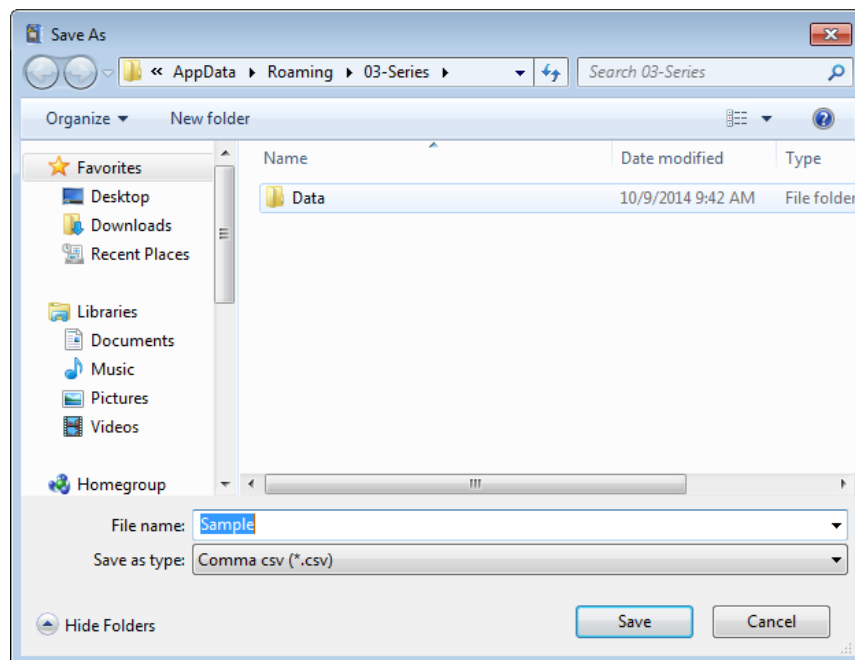 Save As
« AppData ▸ Roaming ▸ 03-Series ▸
Search 03-Series
Organize New folder
Name Date modified Type
Data 10/9/2014 9:42 AM File folder
Favorites
Desktop
Downloads
Recent Places
Libraries
Documents
Music
Pictures
Videos
Homegroup
File name: Sample
Save as type: Comma csv (*.csv)
Hide Folders Save Cancel